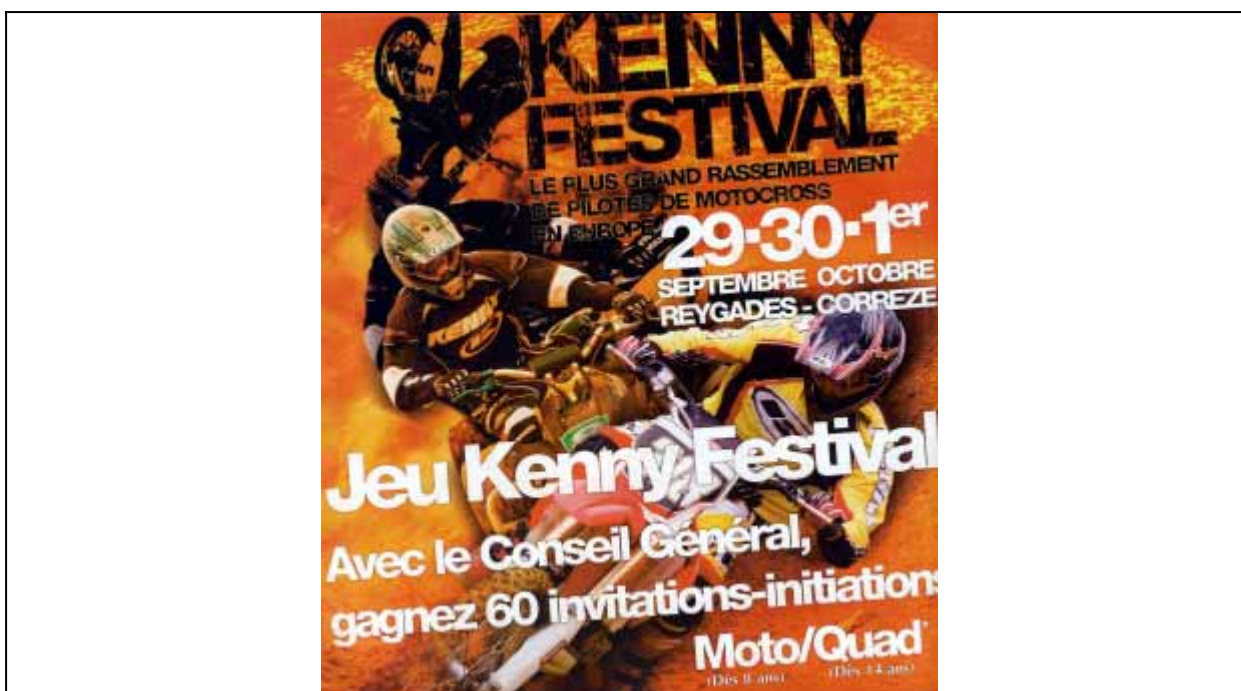 KENNY
FESTIVAL
LE PLUS GRAND RASSEMBLEMENT
DE PILOTES DE MOTOCROSS
EN EUROPE
29·30·1er
SEPTEMBRE OCTOBRE
REYGADES - CORREZE
KENNY
Jeu Kenny Festival
Avec le Conseil Général,
gagnez 60 invitations-initiations
Moto/Quad*
(Dès 8 ans) (Dès 14 ans)